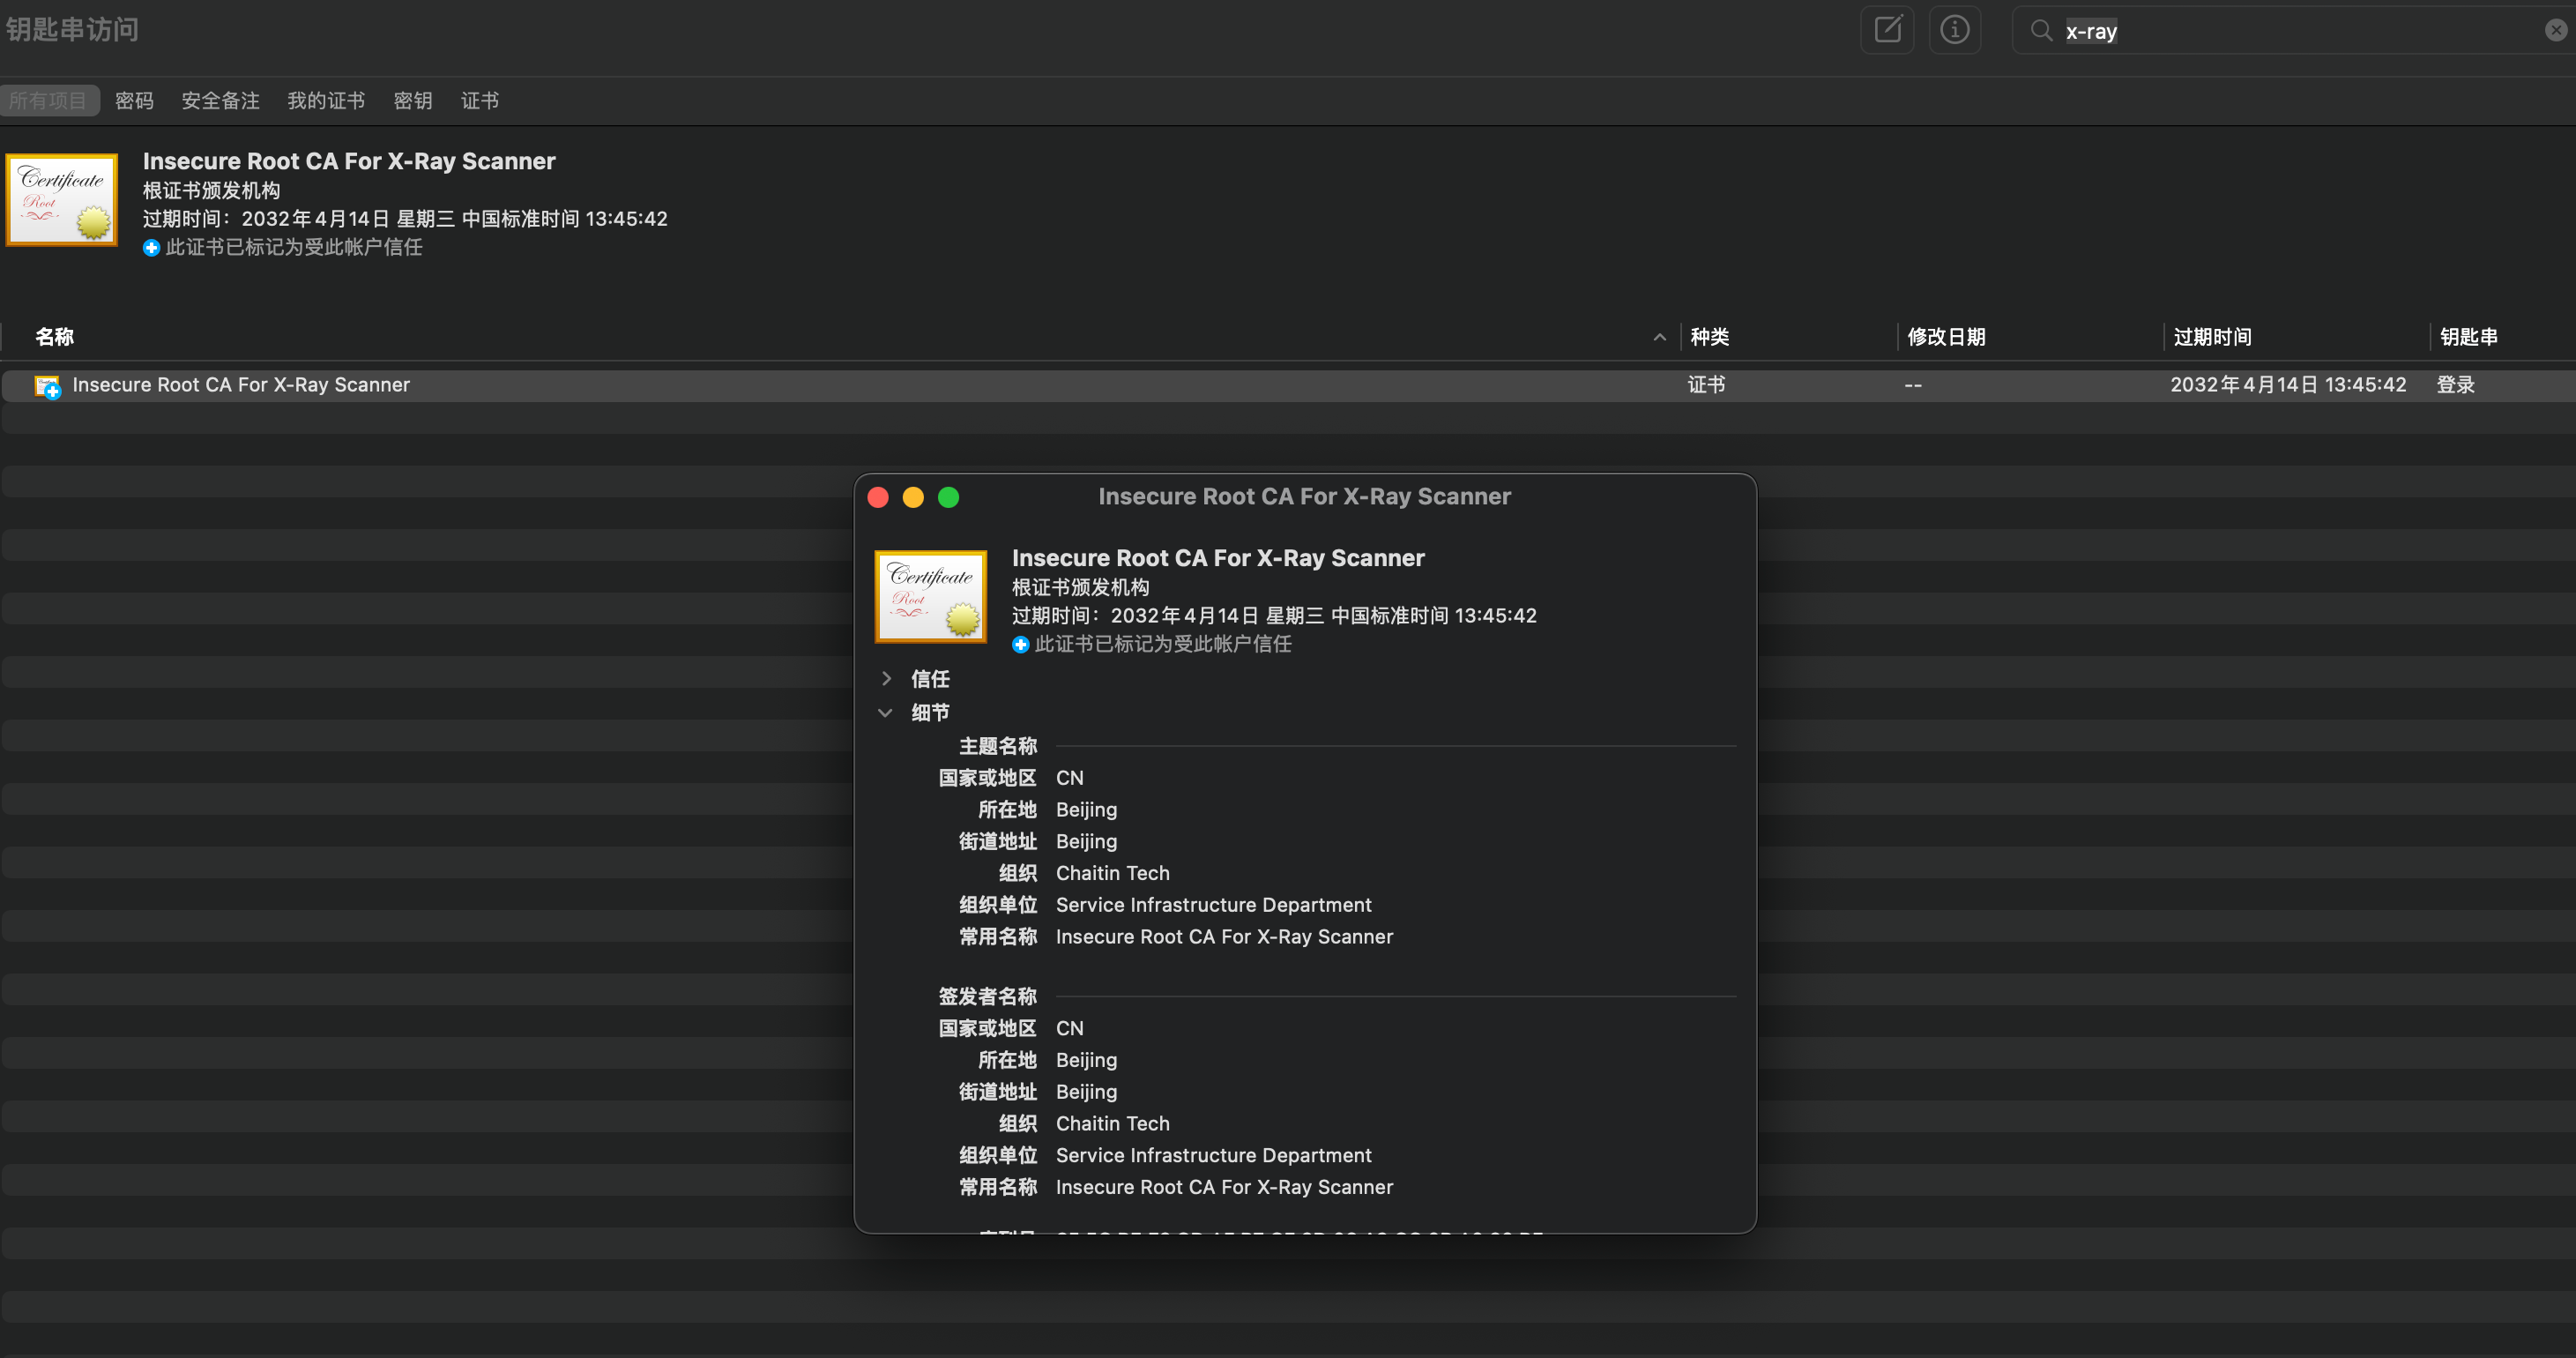 钥匙串访问
x-ray
所有项目 密码 安全备注 我的证书 密钥 证书
Certificate
Root
Insecure Root CA For X-Ray Scanner
根证书颁发机构
过期时间：2032年4月14日 星期三 中国标准时间 13:45:42
此证书已标记为受此帐户信任
名称 种类 修改日期 过期时间 钥匙串
Insecure Root CA For X-Ray Scanner 证书 -- 2032年4月14日 13:45:42 登录
Insecure Root CA For X-Ray Scanner
Certificate
Root
Insecure Root CA For X-Ray Scanner
根证书颁发机构
过期时间：2032年4月14日 星期三 中国标准时间 13:45:42
此证书已标记为受此帐户信任
信任
细节
主题名称
国家或地区 CN
所在地 Beijing
街道地址 Beijing
组织 Chaitin Tech
组织单位 Service Infrastructure Department
常用名称 Insecure Root CA For X-Ray Scanner
签发者名称
国家或地区 CN
所在地 Beijing
街道地址 Beijing
组织 Chaitin Tech
组织单位 Service Infrastructure Department
常用名称 Insecure Root CA For X-Ray Scanner